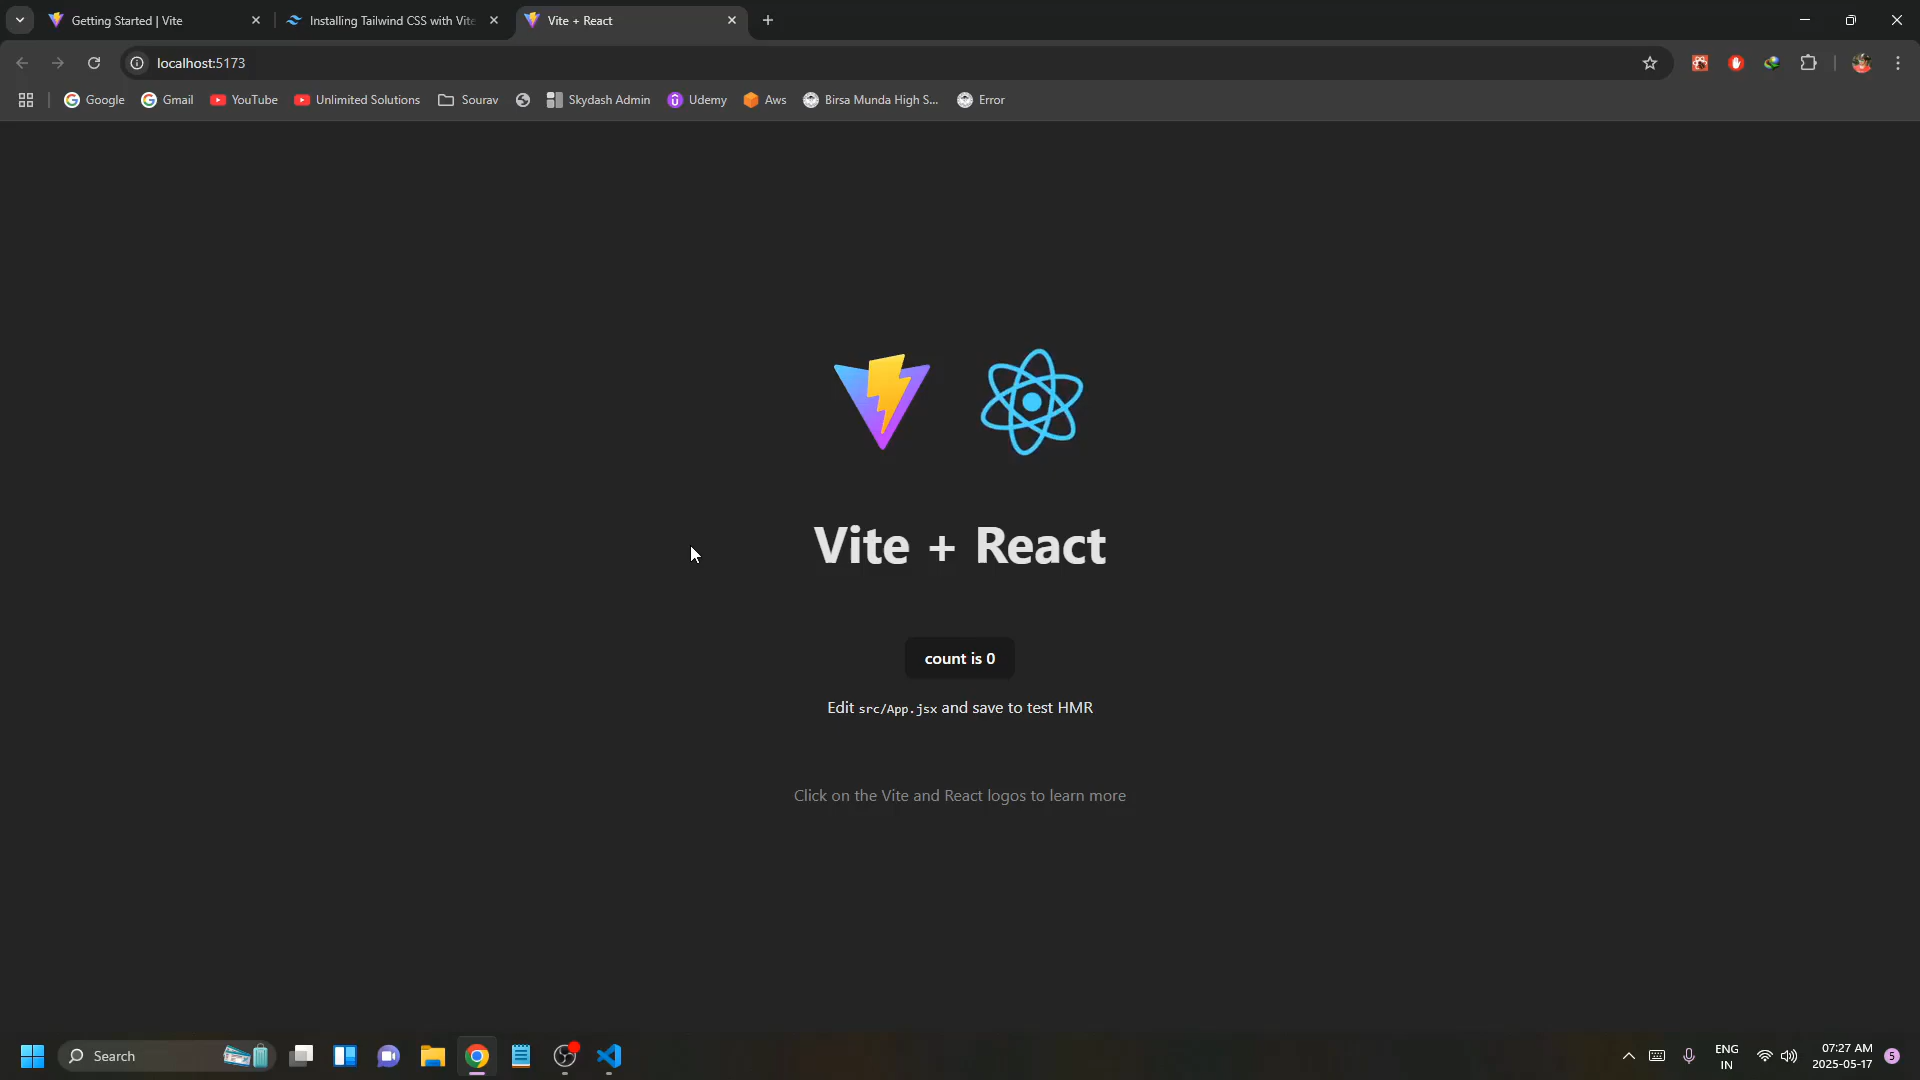 Getting Started | Vite
Installing Tailwind CSS with Vite
Vite + React
localhost:5173
Google
Gmail
YouTube
Unlimited Solutions
Sourav
Skydash Admin
Udemy
Aws
Birsa Munda High S...
Error
Vite + React
count is 0
Edit src/App.jsx and save to test HMR
Click on the Vite and React logos to learn more
Search
ENG
IN
07:27 AM
2025-05-17
5